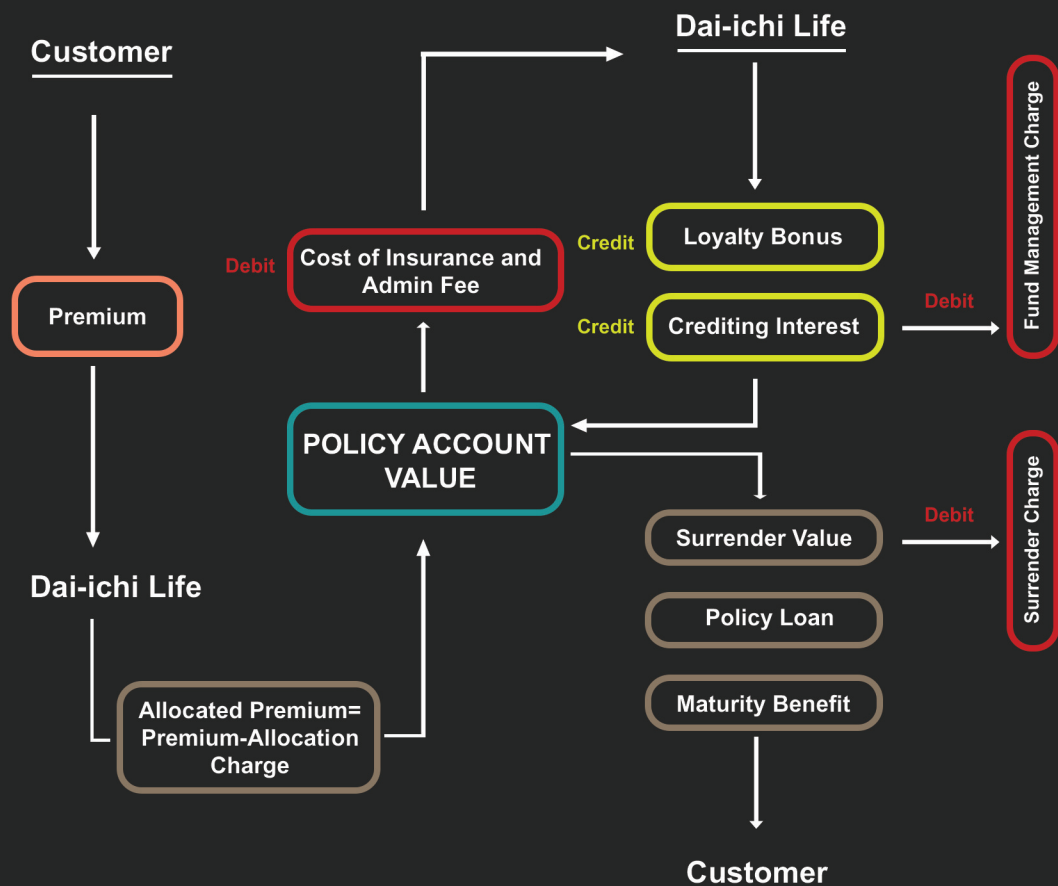 Customer
Premium
Dai-ichi Life
Allocated Premium=
Premium-Allocation
Charge
Debit
Cost of Insurance and
Admin Fee
POLICY ACCOUNT
VALUE
Dai-ichi Life
Credit
Loyalty Bonus
Credit
Crediting Interest
Debit
Fund Management Charge
Surrender Value
Debit
Surrender Charge
Policy Loan
Maturity Benefit
Customer